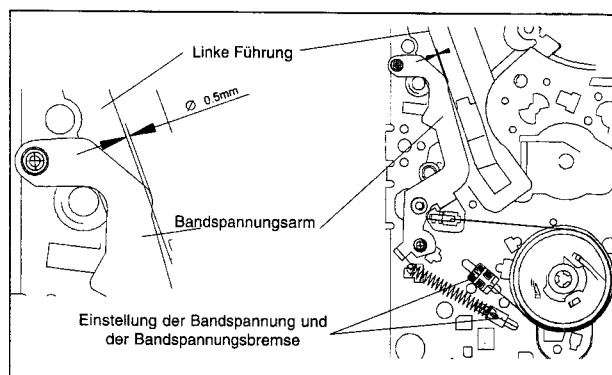 Linke Führung
Ø 0.5mm
Bandspannungsarm
Einstellung der Bandspannung und
der Bandspannungsbremse